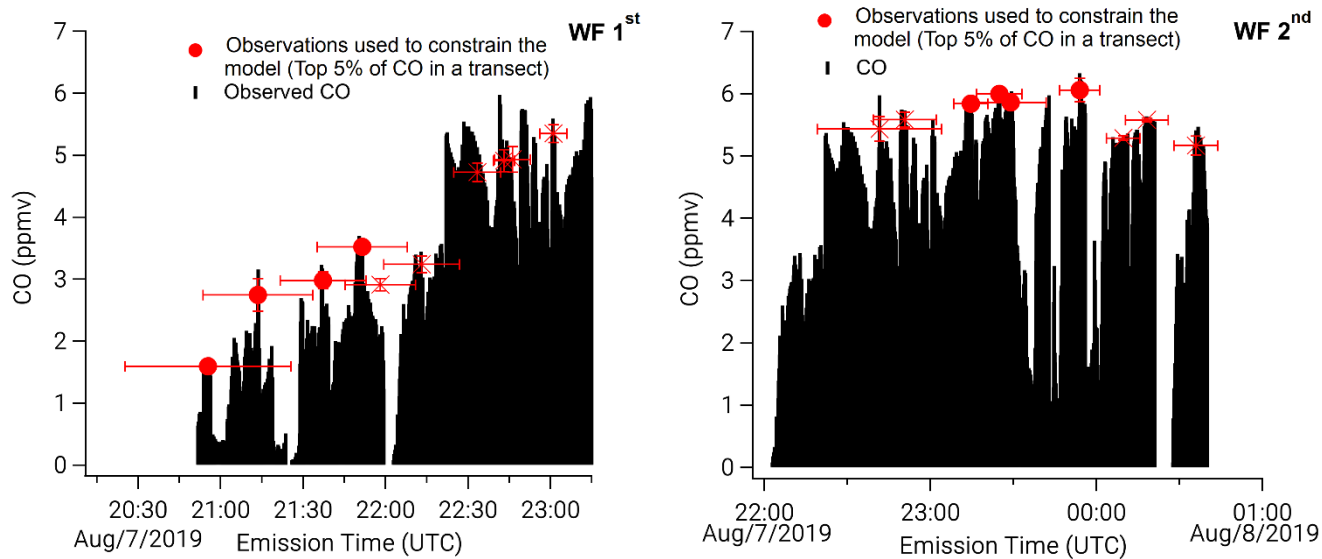 WF 1st
Observations used to constrain the
model (Top 5% of CO in a transect)
Observed CO
7
6
5
4
3
2
1
0
CO (ppmv)
20:30
21:00
21:30
22:00
22:30
23:00
Aug/7/2019
Emission Time (UTC)
WF 2nd
Observations used to constrain the
model (Top 5% of CO in a transect)
CO
7
6
5
4
3
2
1
0
CO (ppmv)
22:00
23:00
00:00
01:00
Aug/7/2019
Emission Time (UTC)
Aug/8/2019